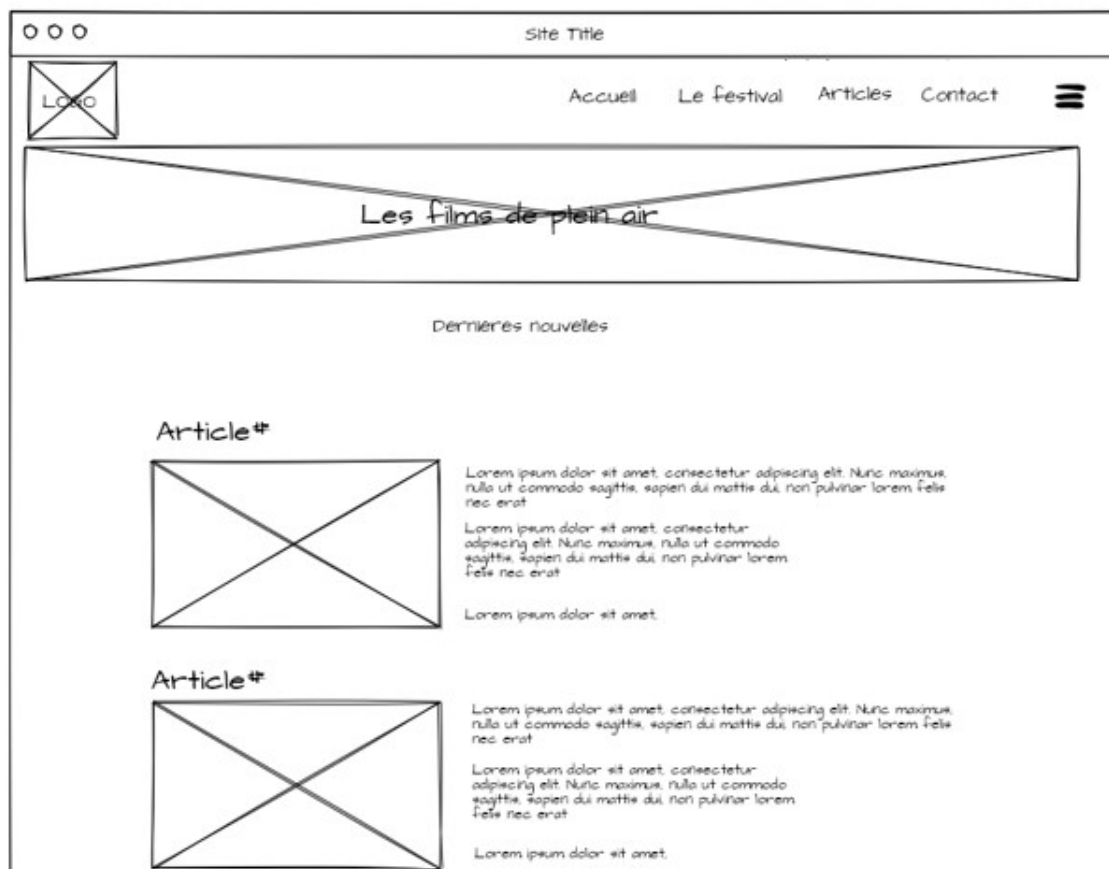 Site Title
LOGO
Accueil Le festival Articles Contact
Les films de plein air
Dernieres nouvelles
Article#
Lorem ipsum dolor sit amet, consectetur adipiscing elit. Nunc maximus,
nulla ut commodo sagittis, sapien dui mattis dui, non pulvinar lorem felis
nec erat
Lorem ipsum dolor sit amet, consectetur
adipiscing elit. Nunc maximus, nulla ut commodo
sagittis, sapien dui mattis dui, non pulvinar lorem
felis nec erat
Lorem ipsum dolor sit amet,
Article#
Lorem ipsum dolor sit amet, consectetur adipiscing elit. Nunc maximus,
nulla ut commodo sagittis, sapien dui mattis dui, non pulvinar lorem felis
nec erat
Lorem ipsum dolor sit amet, consectetur
adipiscing elit. Nunc maximus, nulla ut commodo
sagittis, sapien dui mattis dui, non pulvinar lorem
felis nec erat
Lorem ipsum dolor sit amet,